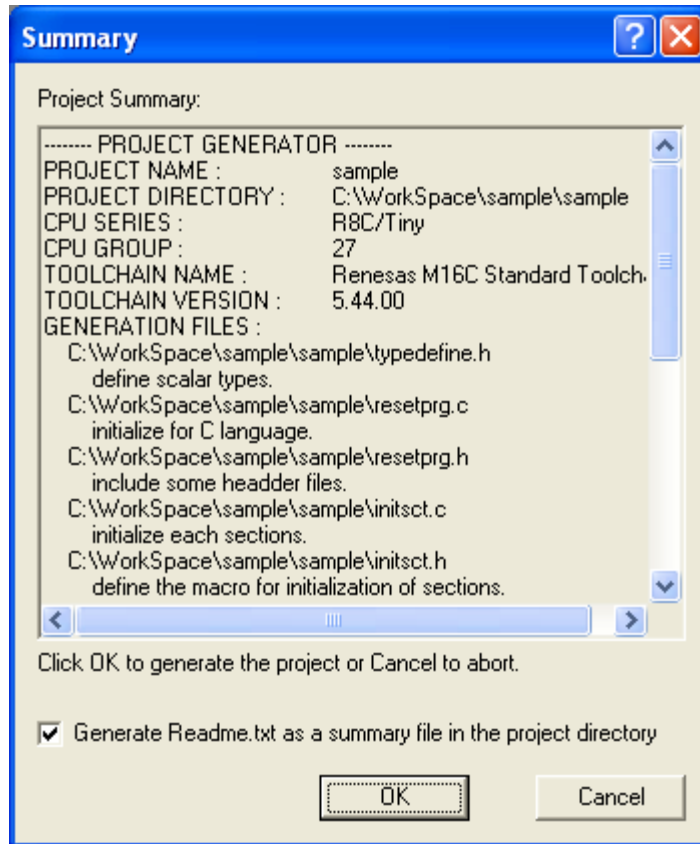 Summary
Project Summary:
-------- PROJECT GENERATOR --------
PROJECT NAME : sample
PROJECT DIRECTORY : C:\WorkSpace\sample\sample
CPU SERIES : R8C/Tiny
CPU GROUP : 27
TOOLCHAIN NAME : Renesas M16C Standard
TOOLCHAIN VERSION : 5.44.00
GENERATION FILES :
C:\WorkSpace\sample\sample\typedefine.h
define scalar types.
C:\WorkSpace\sample\sample\resetprg.c
initialize for C language.
C:\WorkSpace\sample\sample\resetprg.h
include some headder files.
C:\WorkSpace\sample\sample\initsct.c
initialize each sections.
C:\WorkSpace\sample\sample\initsct.h
define the macro for initialization of sections.
Click OK to generate the project or Cancel to abort.
Generate Readme.txt as a summary file in the project directory
OK Cancel